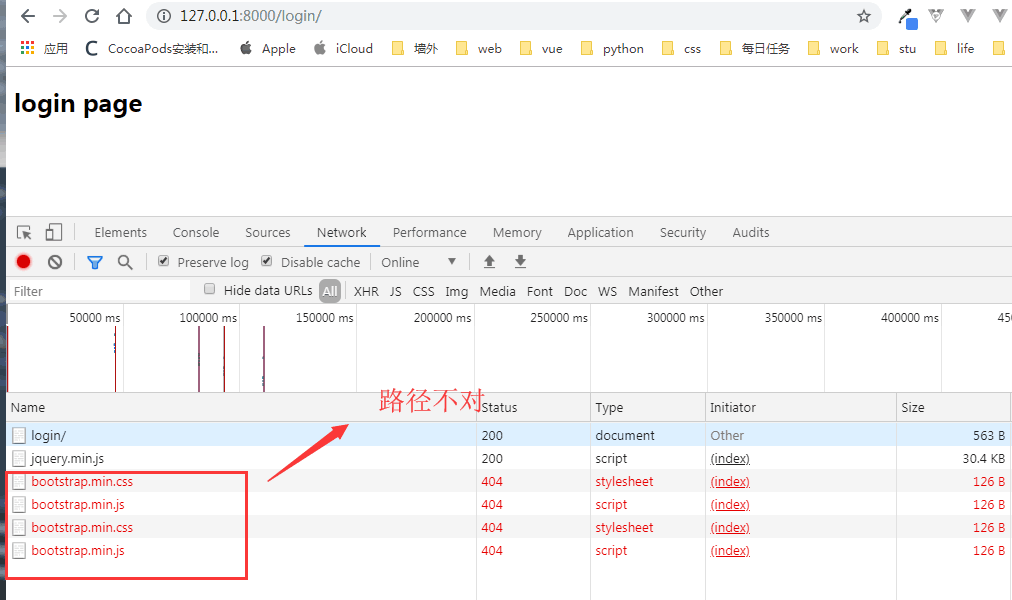 127.0.0.1:8000/login/
应用 CocoaPods安装和... Apple iCloud 墙外 web vue python css 每日任务 work stu life
login page
Elements Console Sources Network Performance Memory Application Security Audits
Preserve log Disable cache Online
Filter Hide data URLs All XHR JS CSS Img Media Font Doc WS Manifest Other
50000 ms 100000 ms 150000 ms 200000 ms 250000 ms 300000 ms 350000 ms 400000 ms 45
路径不对
Name Status Type Initiator Size
login/ 200 document Other 563 B
jquery.min.js 200 script (index) 30.4 KB
bootstrap.min.css 404 stylesheet (index) 126 B
bootstrap.min.js 404 script (index) 126 B
bootstrap.min.css 404 stylesheet (index) 126 B
bootstrap.min.js 404 script (index) 126 B